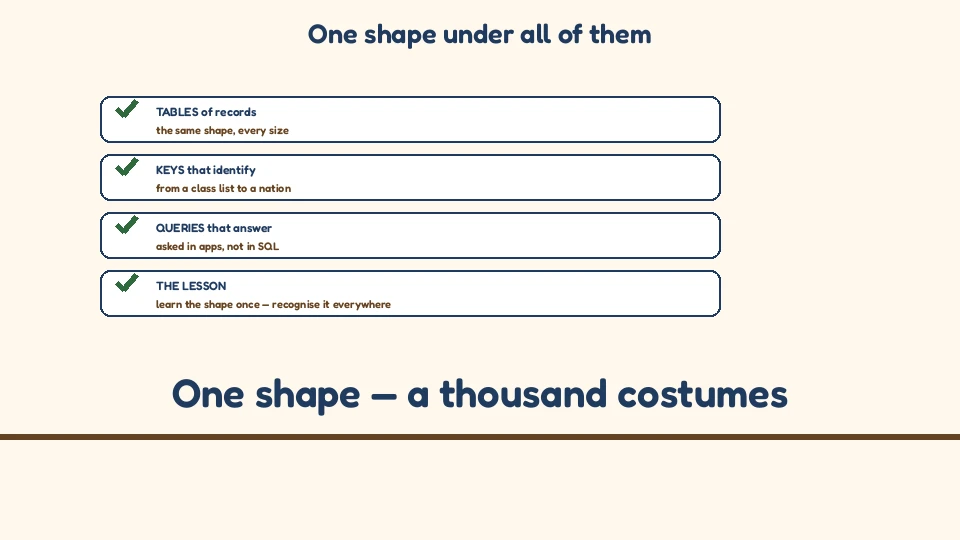 One shape under all of them
TABLES of records
the same shape, every size
KEYS that identify
from a class list to a nation
QUERIES that answer
asked in apps, not in SQL
THE LESSON
learn the shape once — recognise it everywhere
One shape — a thousand costumes